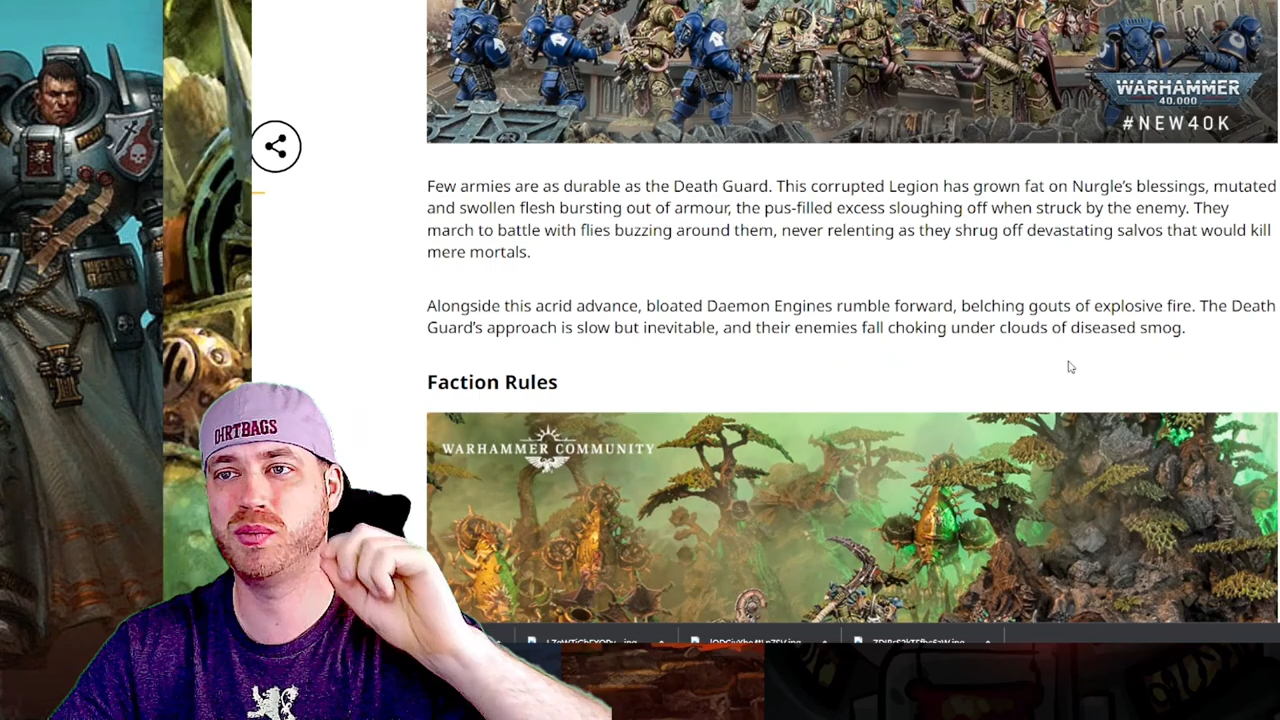 WARHAMMER
40,000
#NEW40K
Few armies are as durable as the Death Guard. This corrupted Legion has grown fat on Nurgle's blessings, mutated
and swollen flesh bursting out of armour, the pus-filled excess sloughing off when struck by the enemy. They
march to battle with flies buzzing around them, never relenting as they shrug off devastating salvos that would kill
mere mortals.
Alongside this acrid advance, bloated Daemon Engines rumble forward, belching gouts of explosive fire. The Death
Guard's approach is slow but inevitable, and their enemies fall choking under clouds of diseased smog.
Faction Rules
WARHAMMER COMMUNITY
DIRTBAGS